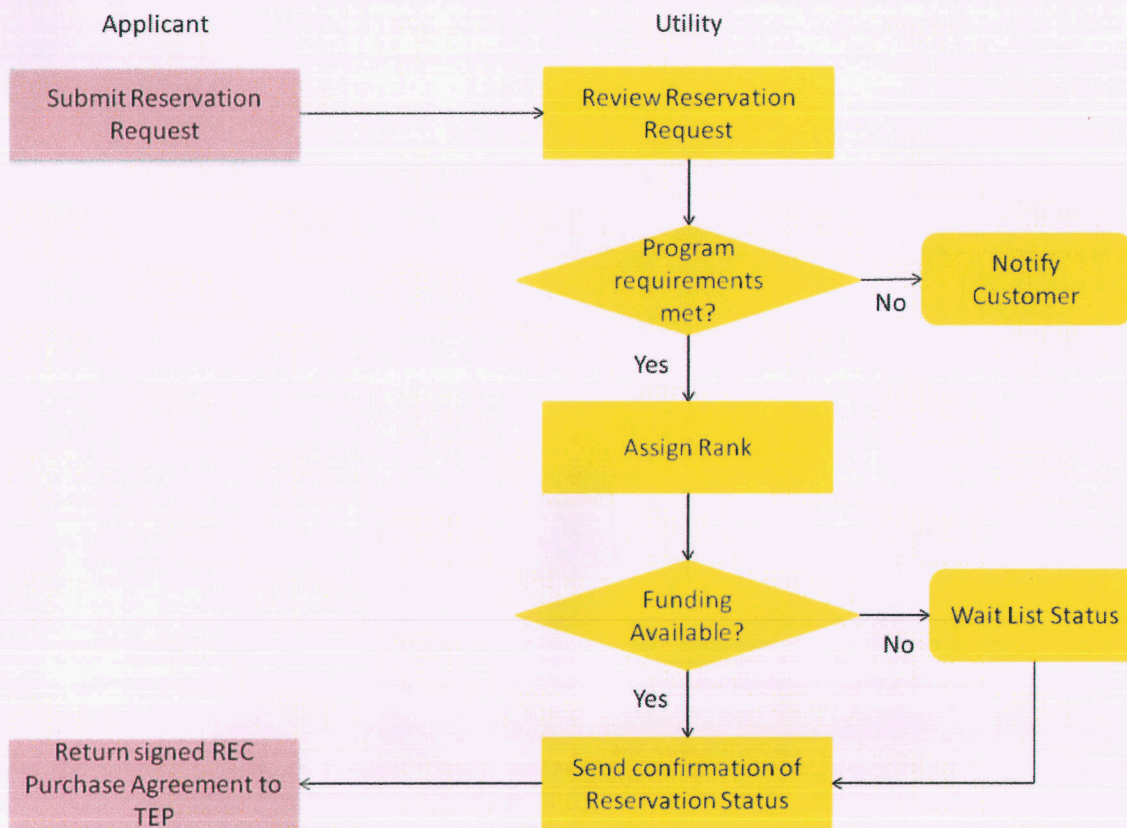 Applicant
Utility
Submit Reservation
Request
Review Reservation
Request
Program
requirements
met?
No
Notify
Customer
Yes
Assign Rank
Funding
Available?
No
Wait List Status
Yes
Return signed REC
Purchase Agreement to
TEP
Send confirmation of
Reservation Status